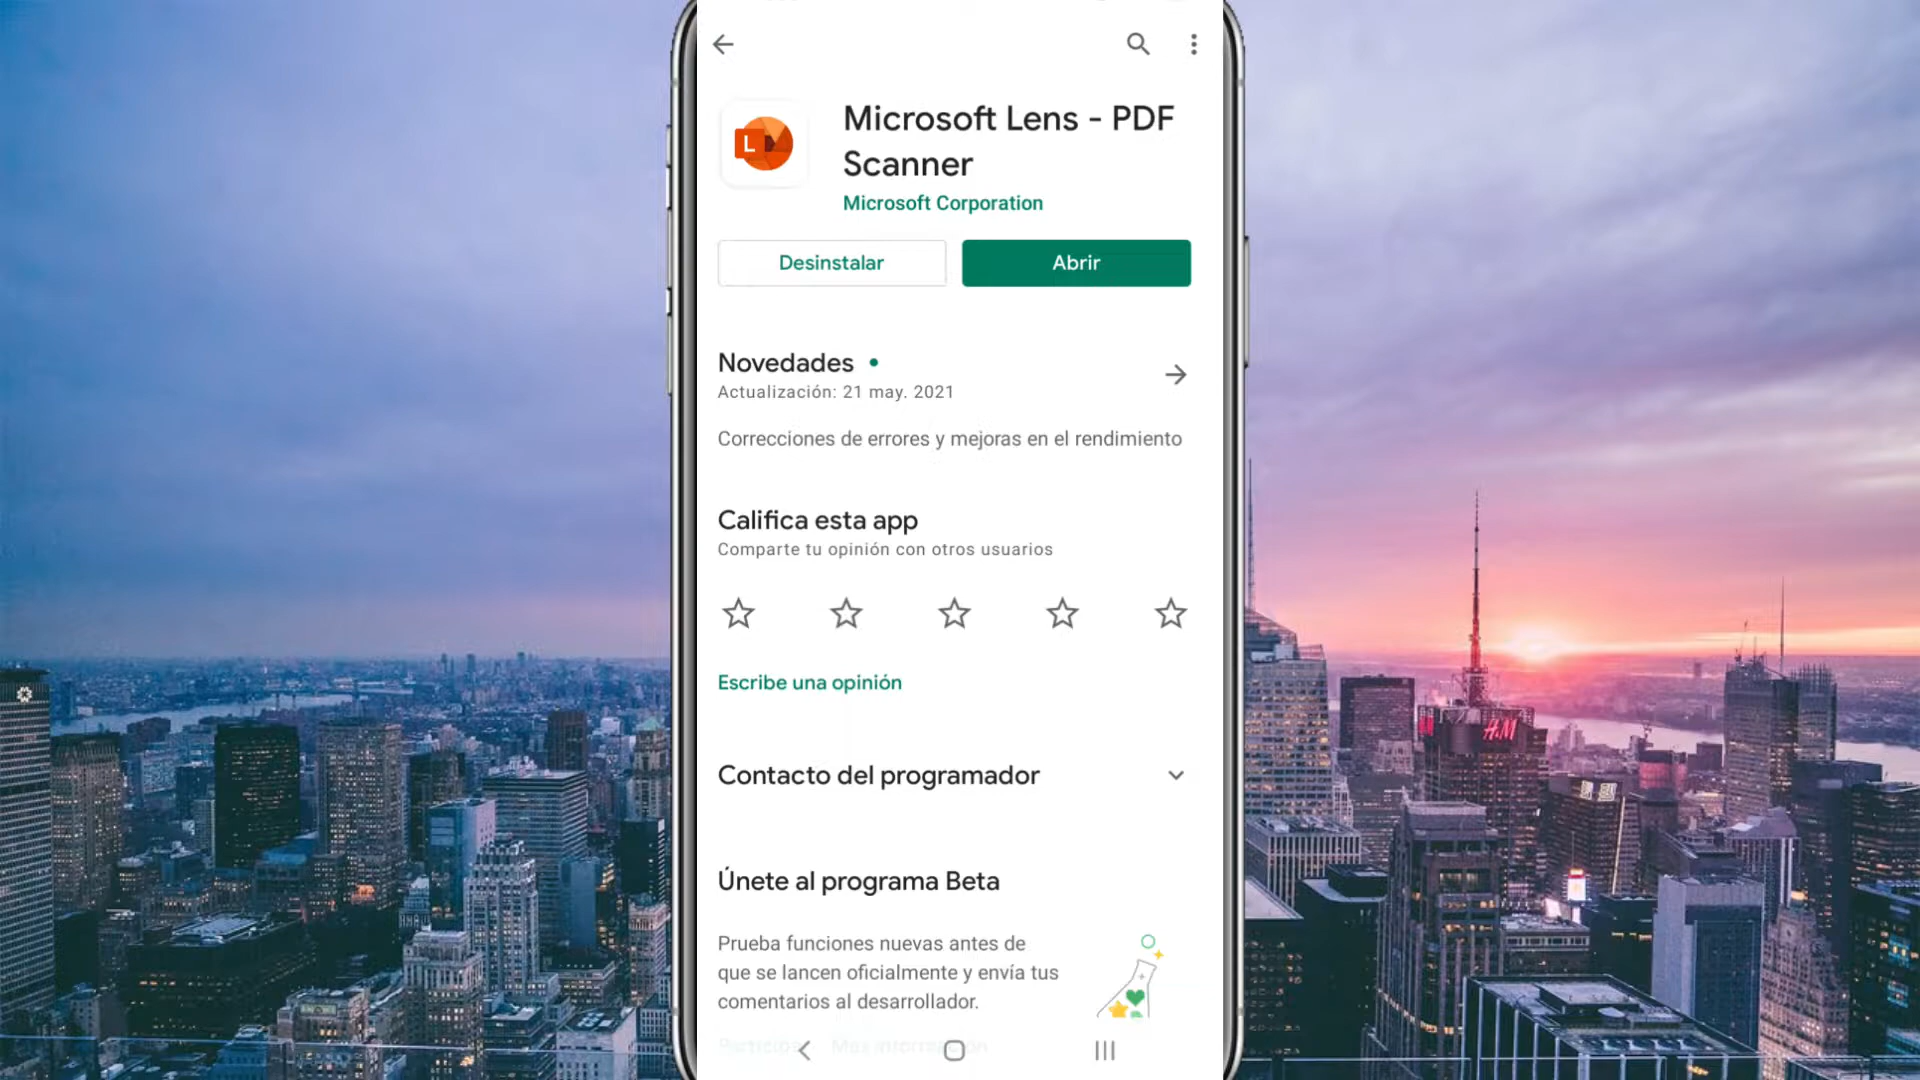 L
Microsoft Lens - PDF
Scanner
Microsoft Corporation
Desinstalar
Abrir
Novedades
Actualización: 21 may. 2021
Correcciones de errores y mejoras en el rendimiento
Califica esta app
Comparte tu opinión con otros usuarios
Escribe una opinión
Contacto del programador
Únete al programa Beta
Prueba funciones nuevas antes de
que se lancen oficialmente y envía tus
comentarios al desarrollador.
Más información
H&M